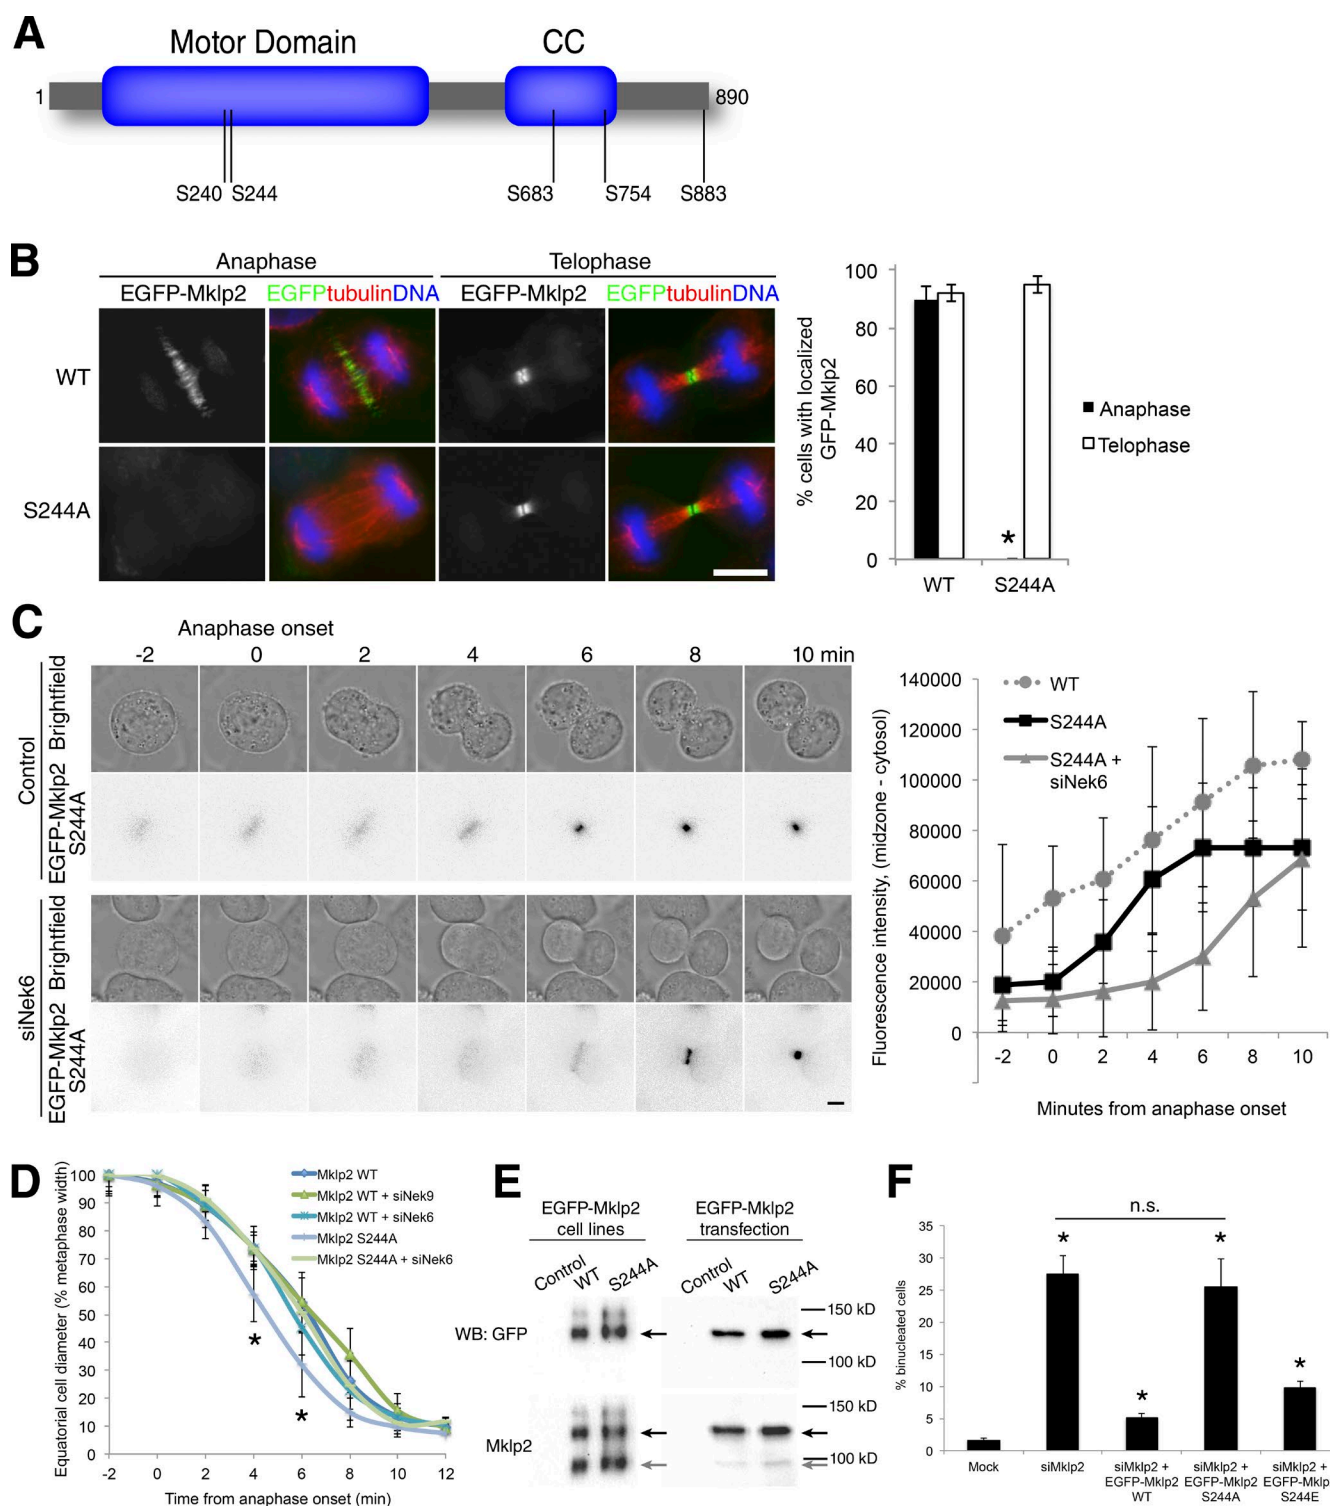 A
Motor Domain
CC
1
890
S240
S244
S683
S754
S883
B
Anaphase
Telophase
EGFP-Mklp2
EGFPtubulinDNA
EGFP-Mklp2
EGFPtubulinDNA
WT
S244A
% cells with localized
GFP-Mklp2
100
80
60
40
20
0
*
WT
S244A
Anaphase
Telophase
C
Anaphase onset
-2
0
2
4
6
8
10 min
Control
Brightfield
EGFP-Mklp2
S244A
siNek6
Brightfield
EGFP-Mklp2
S244A
Fluorescence intensity, (midzone - cytosol)
140000
120000
100000
80000
60000
40000
20000
0
WT
S244A
S244A +
siNek6
-2
0
2
4
6
8
10
Minutes from anaphase onset
D
Equatorial cell diameter (% metaphase width)
100
90
80
70
60
50
40
30
20
10
0
Mklp2 WT
Mklp2 WT + siNek9
Mklp2 WT + siNek6
Mklp2 S244A
Mklp2 S244A + siNek6
*
*
-2
0
2
4
6
8
10
12
Time from anaphase onset (min)
E
EGFP-Mklp2
cell lines
EGFP-Mklp2
transfection
Control
WT
S244A
Control
WT
S244A
WB: GFP
150 kD
100 kD
Mklp2
150 kD
100 kD
F
n.s.
% binucleated cells
35
30
25
20
15
10
5
0
*
*
*
*
Mock
siMklp2
siMklp2 +
EGFP-Mklp2
WT
siMklp2 +
EGFP-Mklp2
S244A
siMklp2 +
EGFP-Mklp
S244E